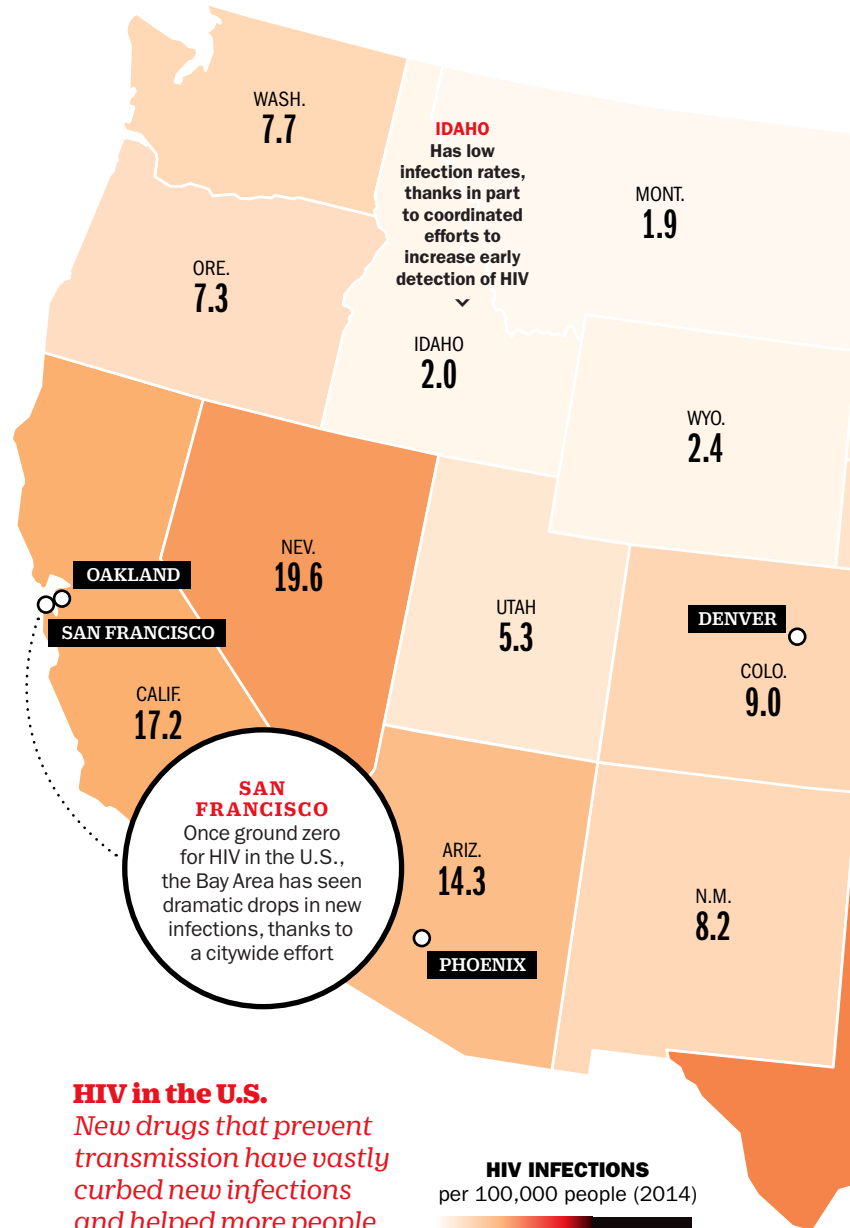 WASH.
7.7
IDAHO
Has low
infection rates,
thanks in part
to coordinated
efforts to
increase early
detection of HIV
MONT.
1.9
ORE.
7.3
IDAHO
2.0
WYO.
2.4
NEV.
19.6
OAKLAND
SAN FRANCISCO
UTAH
5.3
DENVER
COLO.
9.0
CALIF.
17.2
SAN
FRANCISCO
Once ground zero
for HIV in the U.S.,
the Bay Area has seen
dramatic drops in new
infections, thanks to
a citywide effort
ARIZ.
14.3
PHOENIX
N.M.
8.2
HIV in the U.S.
New drugs that prevent
transmission have vastly
curbed new infections
and helped more people
HIV INFECTIONS
per 100,000 people (2014)